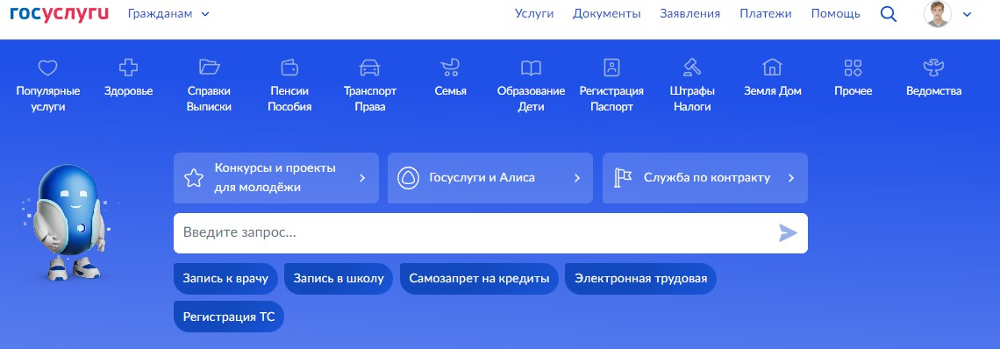 госуслуги Гражданам Услуги Документы Заявления Платежи Помощь
Популярные услуги
Здоровье
Справки Выписки
Пенсии Пособия
Транспорт Права
Семья
Образование Дети
Регистрация Паспорт
Штрафы Налоги
Земля Дом
Прочее
Ведомства
Конкурсы и проекты
для молодёжи
Госуслуги и Алиса
Служба по контракту
Введите запрос...
Запись к врачу Запись в школу Самозапрет на кредиты Электронная трудовая
Регистрация ТС